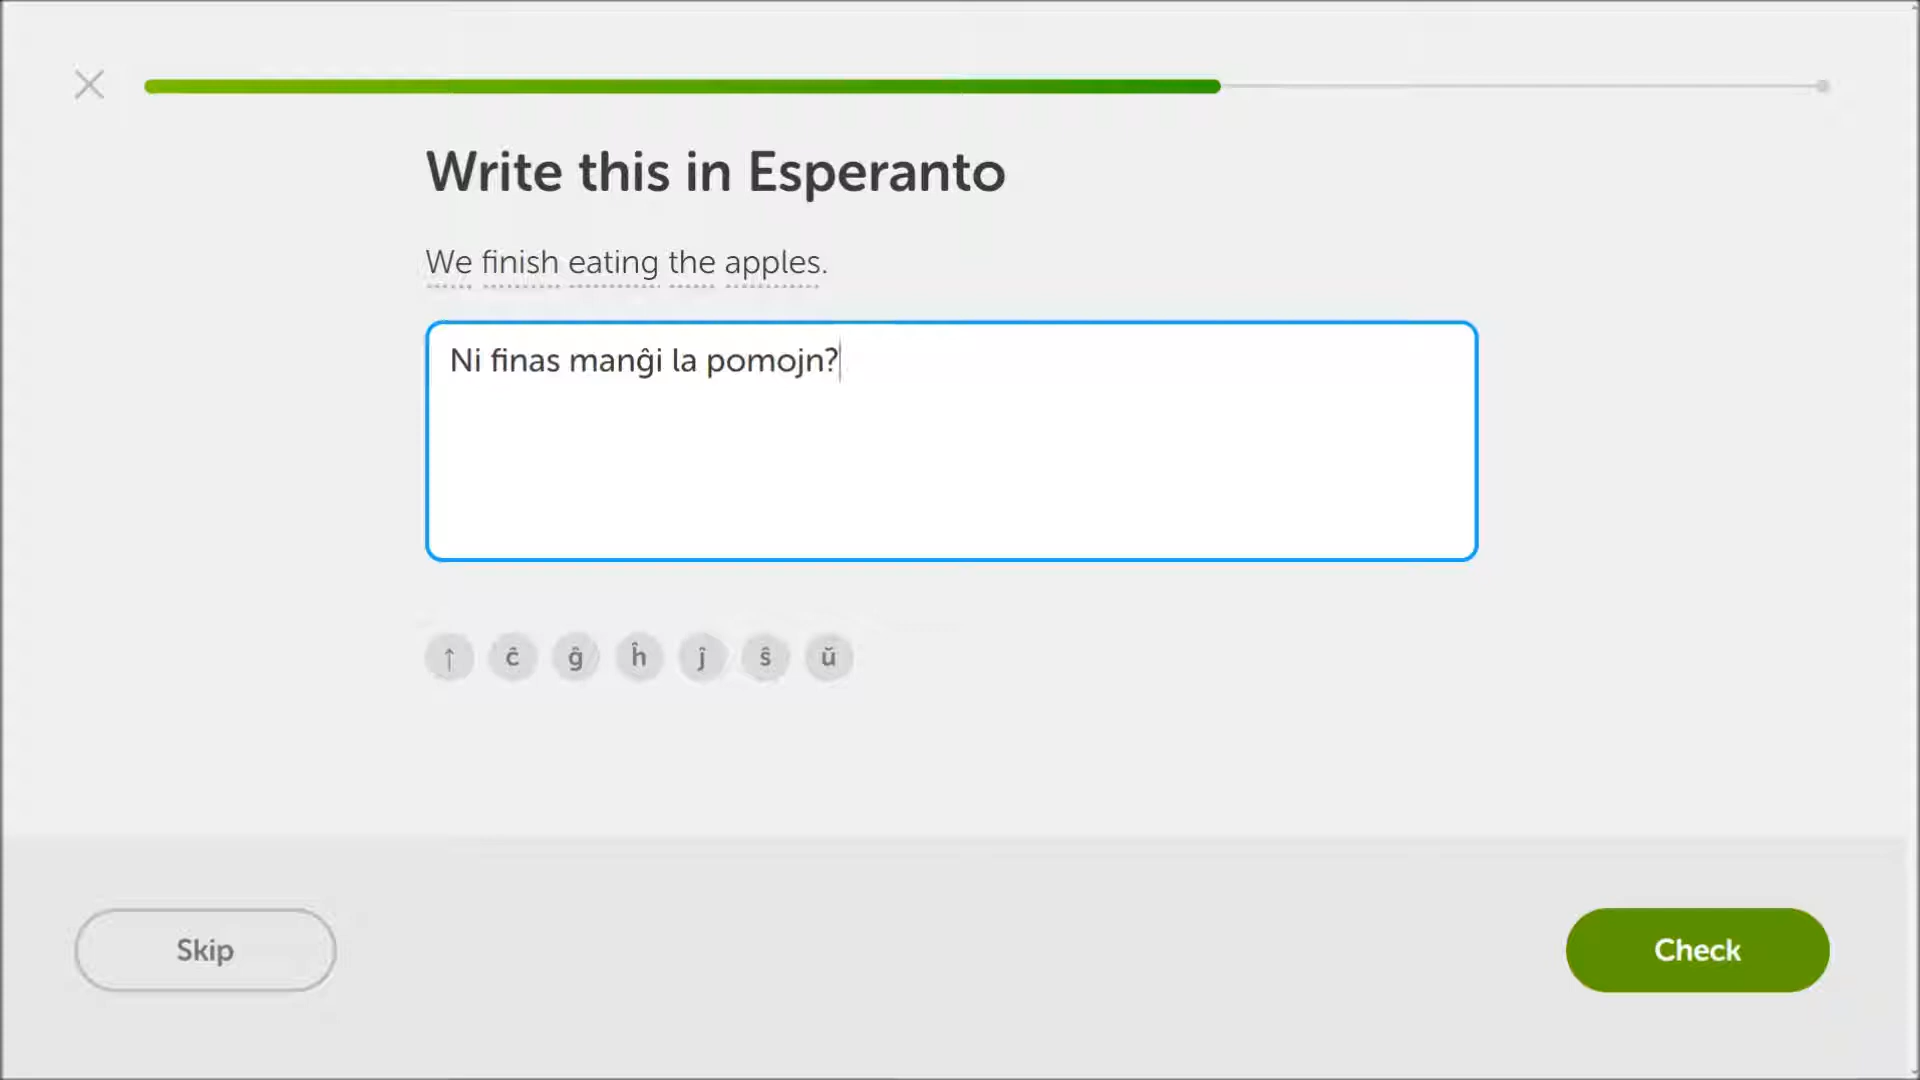 Write this in Esperanto
We finish eating the apples.
Ni finas manĝi la pomojn?
↑ ĉ ĝ ĥ ĵ ŝ ŭ
Skip
Check